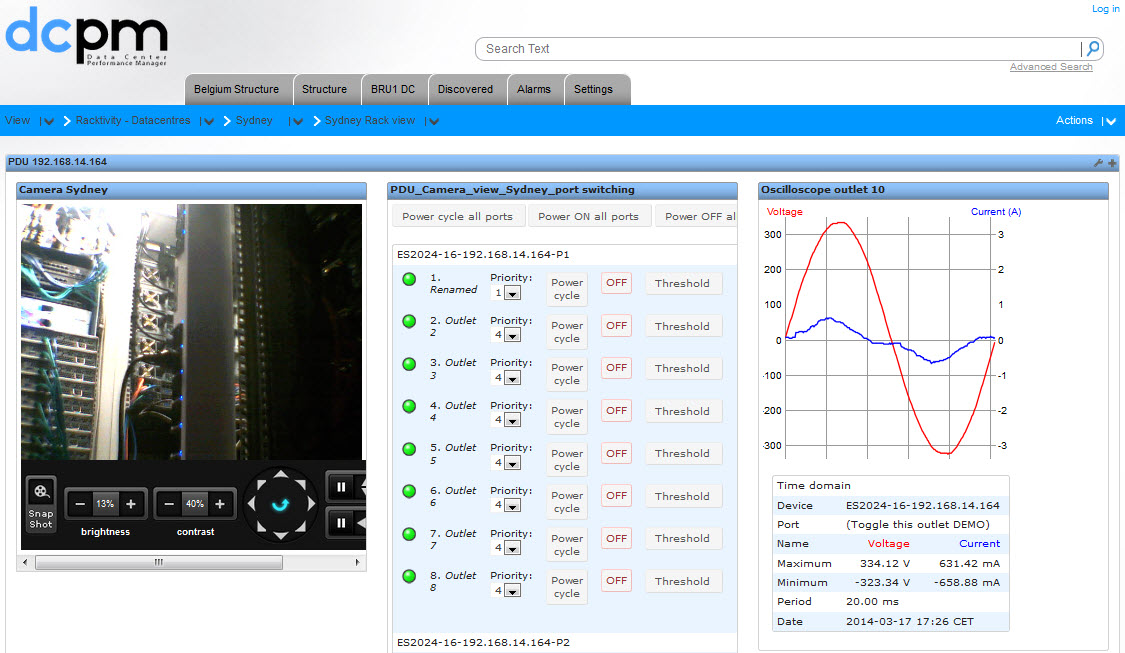 Log in
dcpm
Data Center
Performance Manager
Search Text
Advanced Search
Belgium Structure Structure BRU1 DC Discovered Alarms Settings
View Racktivity - Datacentres Sydney Sydney Rack view Actions
PDU 192.168.14.164
Camera Sydney
Snap
Shot
13%
brightness
40%
contrast
PDU_Camera_view_Sydney_port switching
Power cycle all ports Power ON all ports Power OFF al
ES2024-16-192.168.14.164-P1
1. Renamed Priority: 1 Power cycle OFF Threshold
2. Outlet 2 Priority: 4 Power cycle OFF Threshold
3. Outlet 3 Priority: 4 Power cycle OFF Threshold
4. Outlet 4 Priority: 4 Power cycle OFF Threshold
5. Outlet 5 Priority: 4 Power cycle OFF Threshold
6. Outlet 6 Priority: 4 Power cycle OFF Threshold
7. Outlet 7 Priority: 4 Power cycle OFF Threshold
8. Outlet 8 Priority: 4 Power cycle OFF Threshold
ES2024-16-192.168.14.164-P2
Oscilloscope outlet 10
Voltage Current (A)
300 3
200 2
100 1
0 0
-100 -1
-200 -2
-300 -3
Time domain
Device ES2024-16-192.168.14.164
Port (Toggle this outlet DEMO)
Name Voltage Current
Maximum 334.12 V 631.42 mA
Minimum -323.34 V -658.88 mA
Period 20.00 ms
Date 2014-03-17 17:26 CET